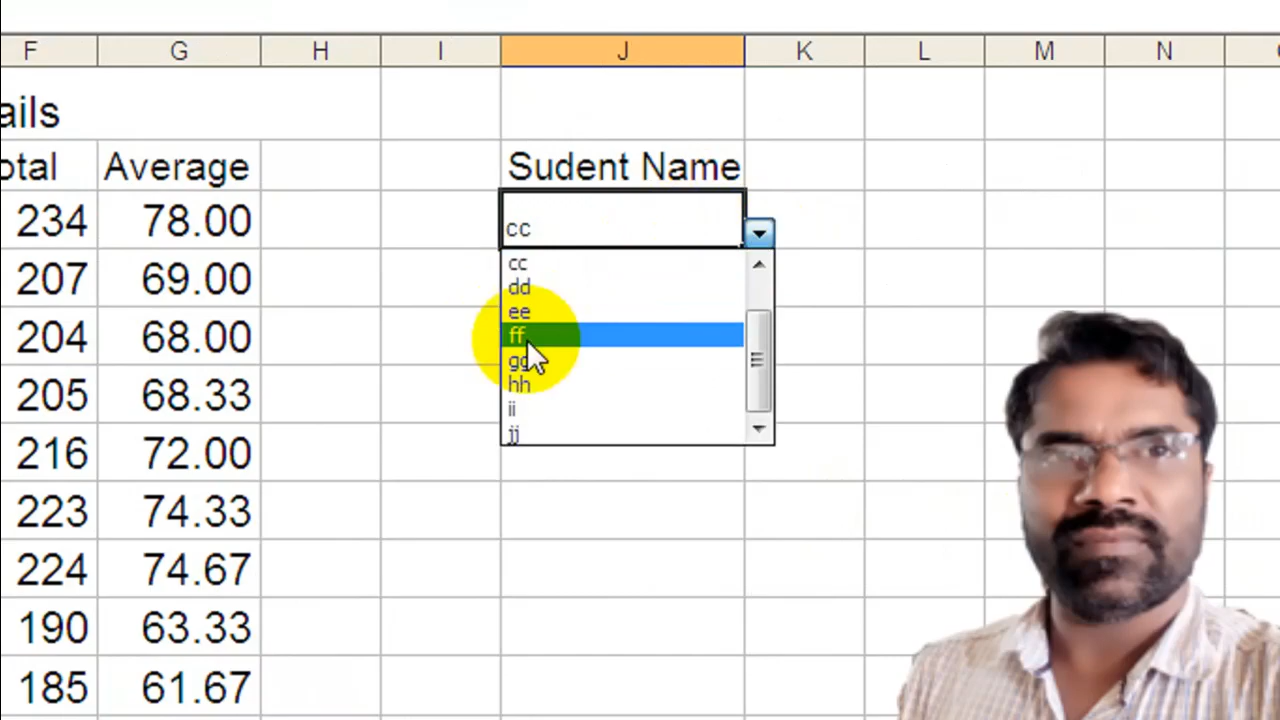 F G H I J K L M N
ails
otal Average Sudent Name
234 78.00 cc
207 69.00 cc
dd
ee
204 68.00 ff
gg
hh
205 68.33 ii
jj
216 72.00
223 74.33
224 74.67
190 63.33
185 61.67